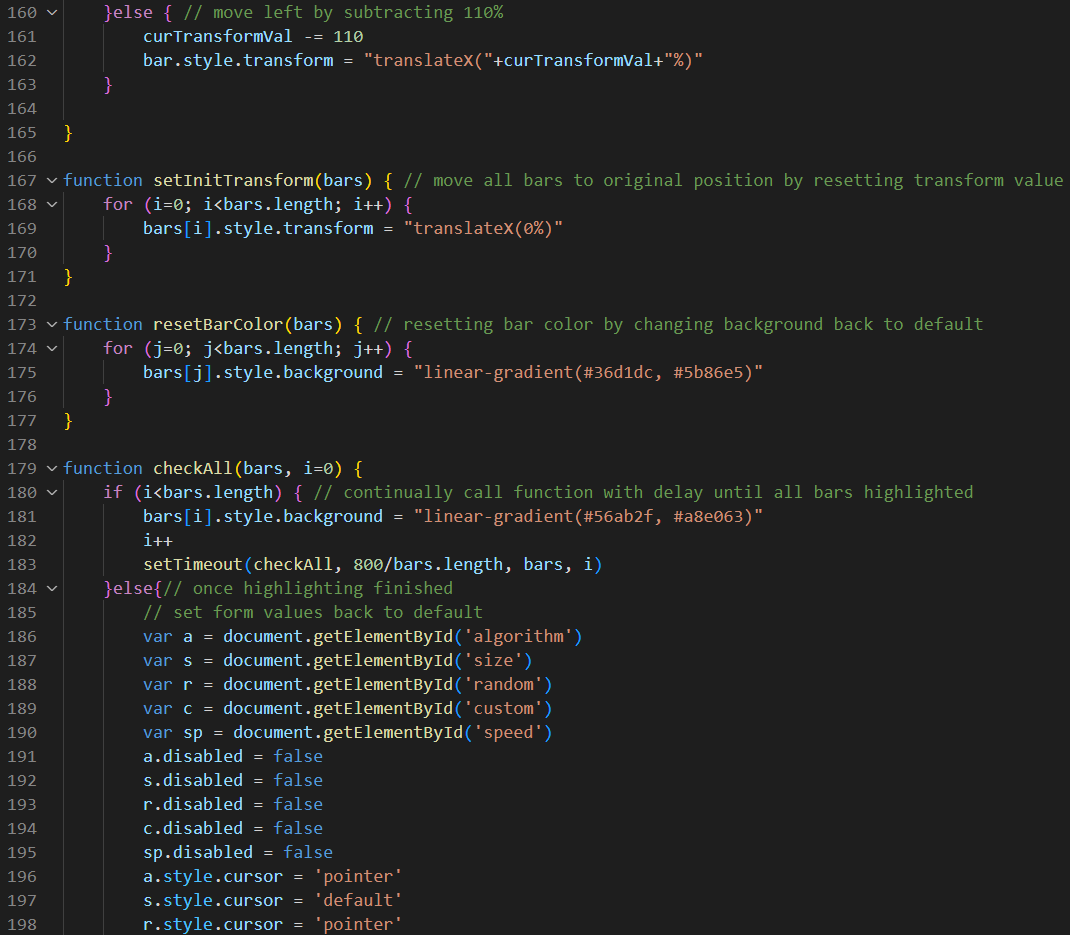 160 }else { // move left by subtracting 110%
161 curTransformVal -= 110
162 bar.style.transform = "translateX("+curTransformVal+"%)"
163 }
164
165 }
166
167 function setInitTransform(bars) { // move all bars to original position by resetting transform value
168 for (i=0; i<bars.length; i++) {
169 bars[i].style.transform = "translateX(0%)"
170 }
171 }
172
173 function resetBarColor(bars) { // resetting bar color by changing background back to default
174 for (j=0; j<bars.length; j++) {
175 bars[j].style.background = "linear-gradient(#36d1dc, #5b86e5)"
176 }
177 }
178
179 function checkAll(bars, i=0) {
180 if (i<bars.length) { // continually call function with delay until all bars highlighted
181 bars[i].style.background = "linear-gradient(#56ab2f, #a8e063)"
182 i++
183 setTimeout(checkAll, 800/bars.length, bars, i)
184 }else{// once highlighting finished
185 // set form values back to default
186 var a = document.getElementById('algorithm')
187 var s = document.getElementById('size')
188 var r = document.getElementById('random')
189 var c = document.getElementById('custom')
190 var sp = document.getElementById('speed')
191 a.disabled = false
192 s.disabled = false
193 r.disabled = false
194 c.disabled = false
195 sp.disabled = false
196 a.style.cursor = 'pointer'
197 s.style.cursor = 'default'
198 r.style.cursor = 'pointer'